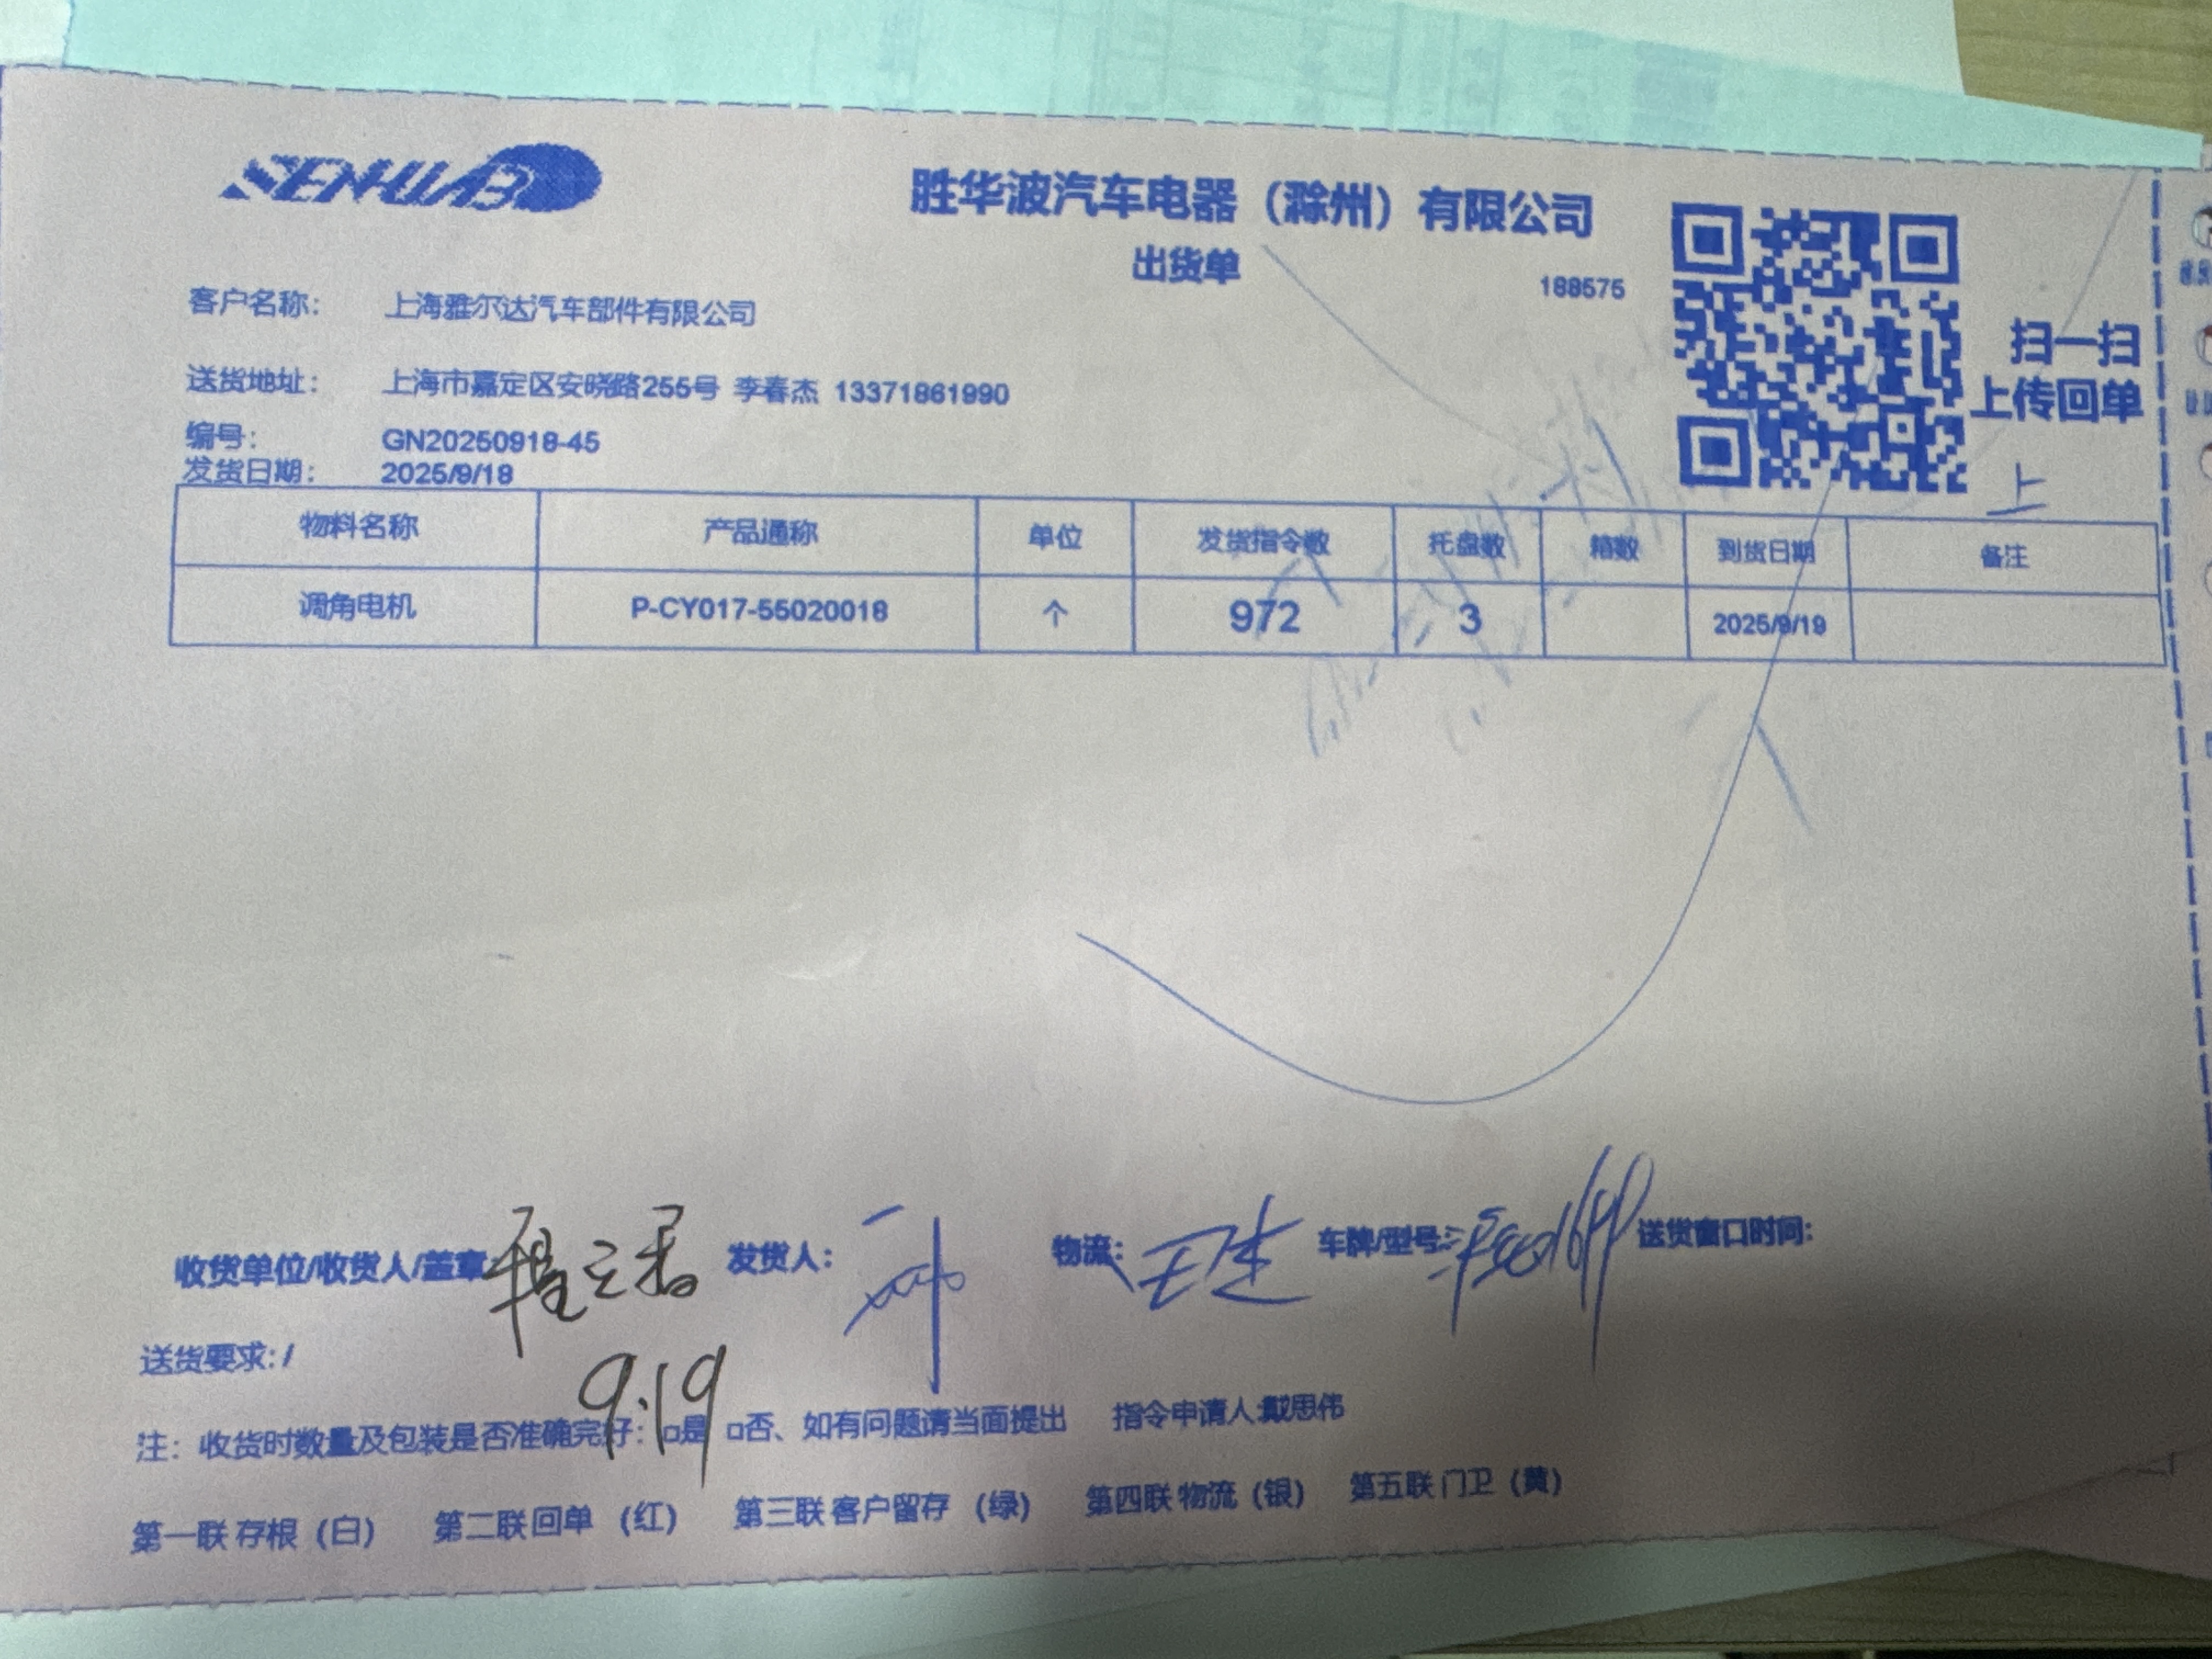 SENHUAB
胜华波汽车电器（滁州）有限公司
出货单
188575
客户名称： 上海雅尔达汽车部件有限公司
送货地址： 上海市嘉定区安晓路255号 李春杰 13371861990
编号： GN20250918-45
发货日期： 2025/9/18
扫一扫
上传回单
上
物料名称 产品通称 单位 发货指令数 托盘数 箱数 到货日期 备注
调角电机 P-CY017-55020018 个 972 3 2025/9/19
收货单位/收货人/盖章 发货人： 物流： 车牌/型号: 送货窗口时间:
送货要求: /
9.19
注： 收货时数量及包装是否准确完好：□是 □否、如有问题请当面提出 指令申请人:戴思伟
第一联 存根（白） 第二联 回单 （红） 第三联 客户留存 （绿） 第四联 物流（银） 第五联 门卫（黄）